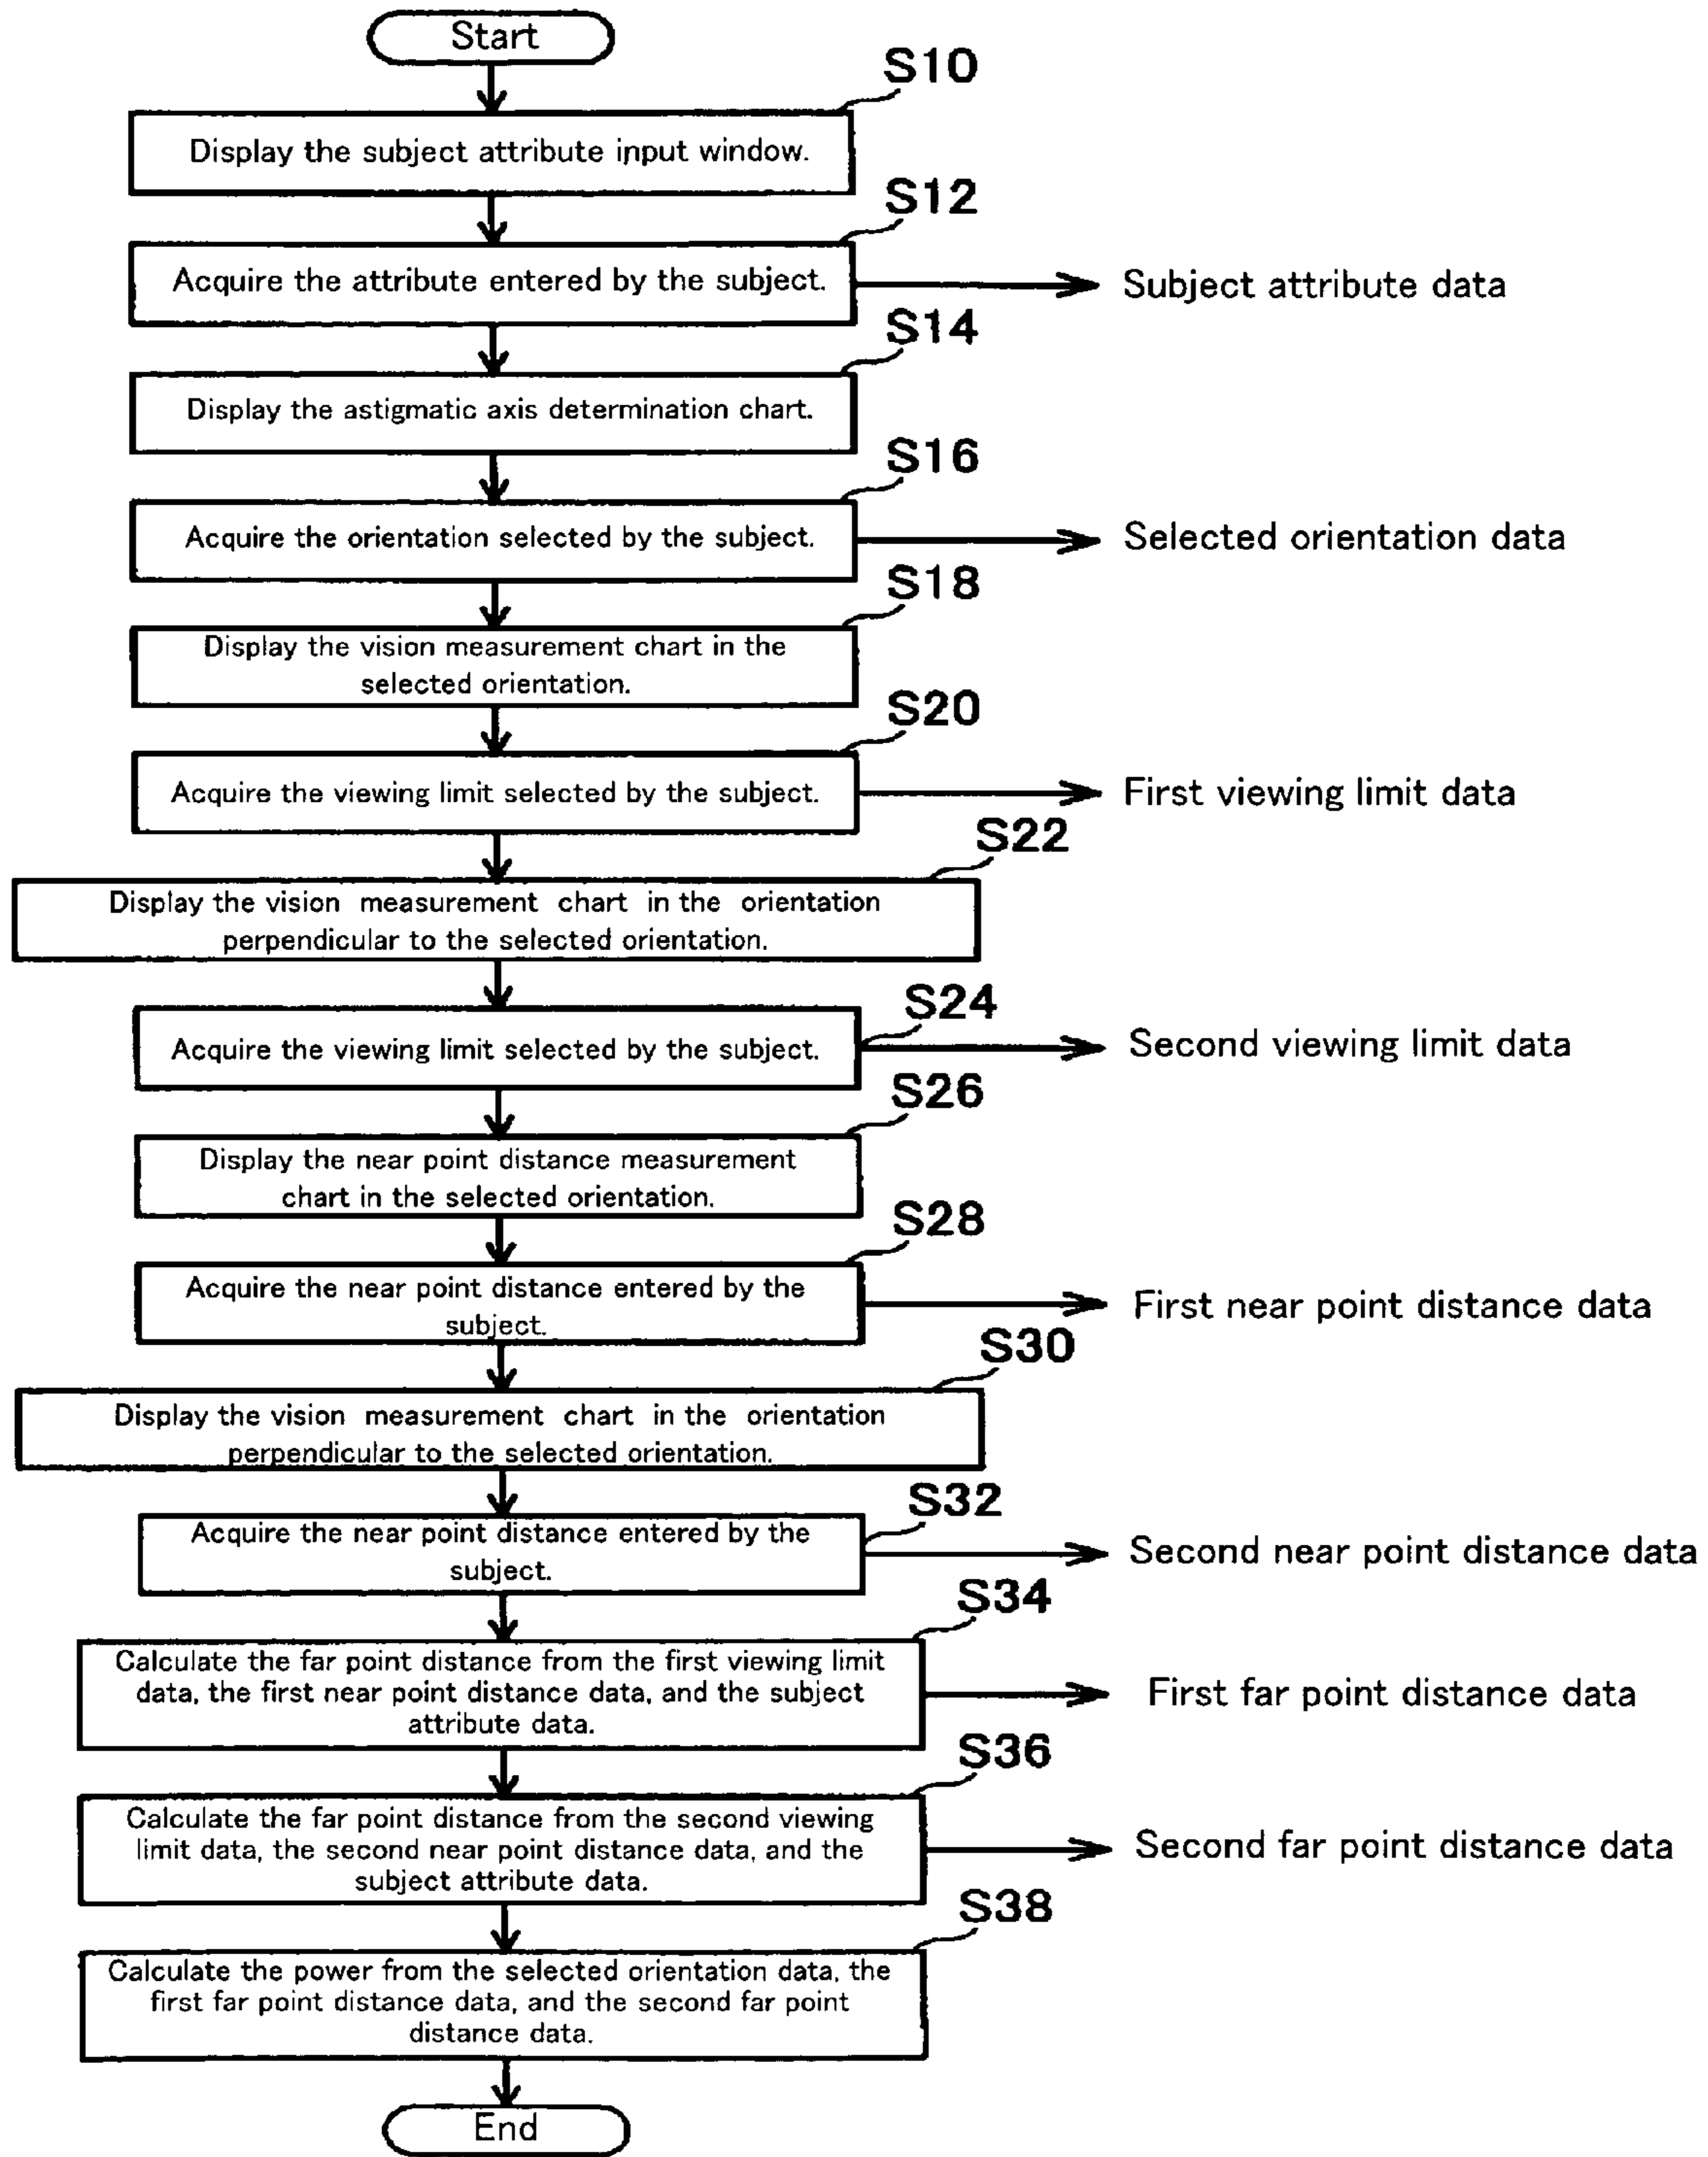 Start
S10
Display the subject attribute input window.
S12
Acquire the attribute entered by the subject.
Subject attribute data
S14
Display the astigmatic axis determination chart.
S16
Acquire the orientation selected by the subject.
Selected orientation data
S18
Display the vision measurement chart in the
selected orientation.
S20
Acquire the viewing limit selected by the subject.
First viewing limit data
S22
Display the vision measurement chart in the orientation
perpendicular to the selected orientation.
S24
Acquire the viewing limit selected by the subject.
Second viewing limit data
S26
Display the near point distance measurement
chart in the selected orientation.
S28
Acquire the near point distance entered by the
subject.
First near point distance data
S30
Display the vision measurement chart in the orientation
perpendicular to the selected orientation.
S32
Acquire the near point distance entered by the
subject.
Second near point distance data
S34
Calculate the far point distance from the first viewing limit
data, the first near point distance data, and the subject
attribute data.
First far point distance data
S36
Calculate the far point distance from the second viewing
limit data, the second near point distance data, and the
subject attribute data.
Second far point distance data
S38
Calculate the power from the selected orientation data, the
first far point distance data, and the second far point
distance data.
End